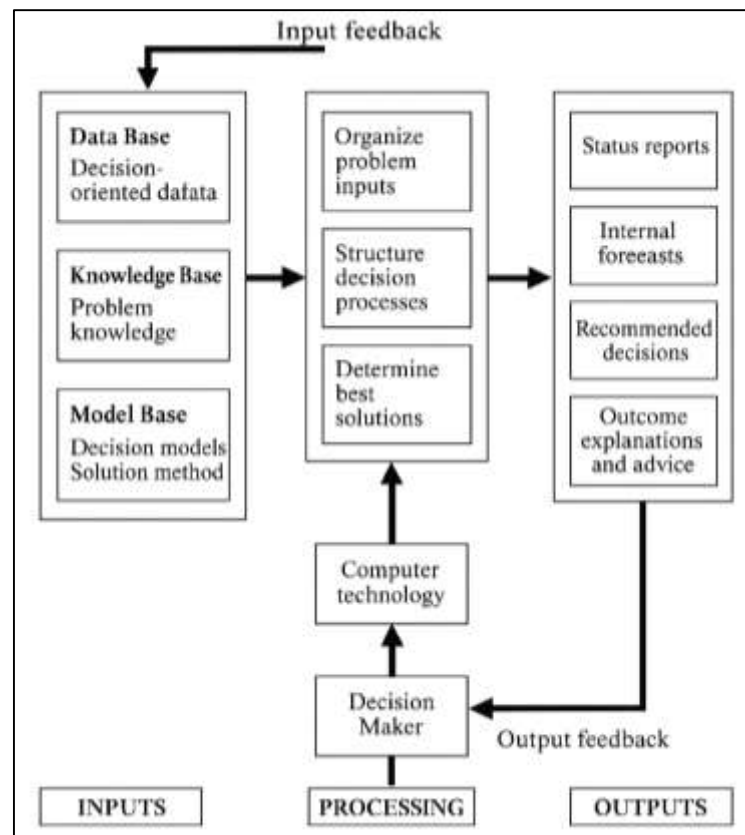 Input feedback
Data Base
Decision-
oriented dafata
Knowledge Base
Problem
knowledge
Model Base
Decision models
Solution method
Organize
problem
inputs
Structure
decision
processes
Determine
best
solutions
Status reports
Internal
foreeasts
Recommended
decisions
Outcome
explanations
and advice
Computer
technology
Decision
Maker
Output feedback
INPUTS
PROCESSING
OUTPUTS